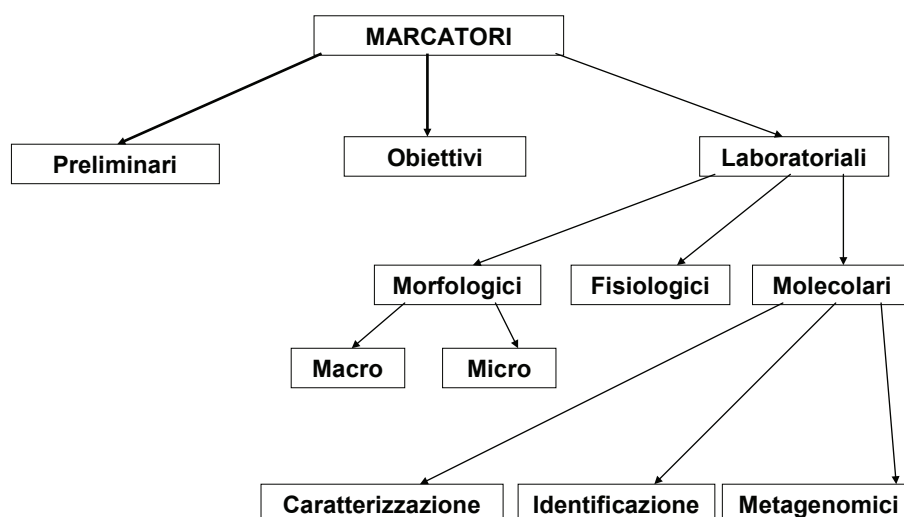 MARCATORI
Preliminari
Obiettivi
Laboratoriali
Morfologici
Fisiologici
Molecolari
Macro
Micro
Caratterizzazione
Identificazione
Metagenomici